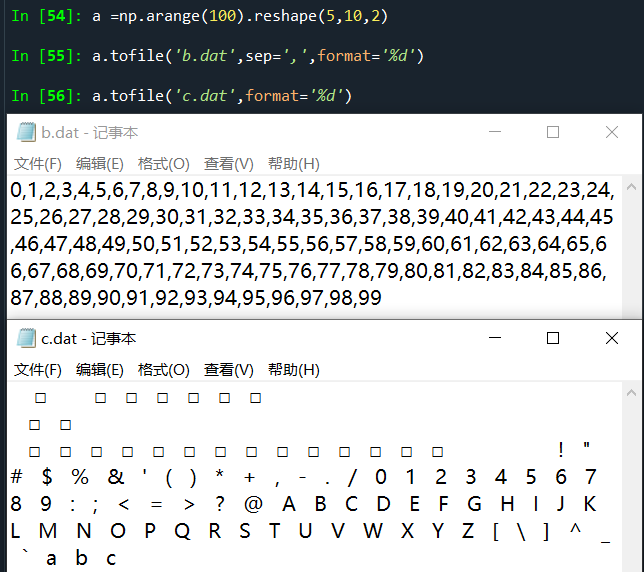 In [54]: a =np.arange(100).reshape(5,10,2)
In [55]: a.tofile('b.dat',sep=',',format='%d')
In [56]: a.tofile('c.dat',format='%d')
b.dat - 记事本
文件(F) 编辑(E) 格式(O) 查看(V) 帮助(H)
0,1,2,3,4,5,6,7,8,9,10,11,12,13,14,15,16,17,18,19,20,21,22,23,24,
25,26,27,28,29,30,31,32,33,34,35,36,37,38,39,40,41,42,43,44,45
,46,47,48,49,50,51,52,53,54,55,56,57,58,59,60,61,62,63,64,65,6
6,67,68,69,70,71,72,73,74,75,76,77,78,79,80,81,82,83,84,85,86,
87,88,89,90,91,92,93,94,95,96,97,98,99
c.dat - 记事本
文件(F) 编辑(E) 格式(O) 查看(V) 帮助(H)
□ □ □ □ □ □ □
□ □
□ □ □ □ □ □ □ □ □ □ □ □ □ □ ! "
# $ % & ' ( ) * + , - . / 0 1 2 3 4 5 6 7
8 9 : ; < = > ? @ A B C D E F G H I J K
L M N O P Q R S T U V W X Y Z [ \ ] ^ _
` a b c